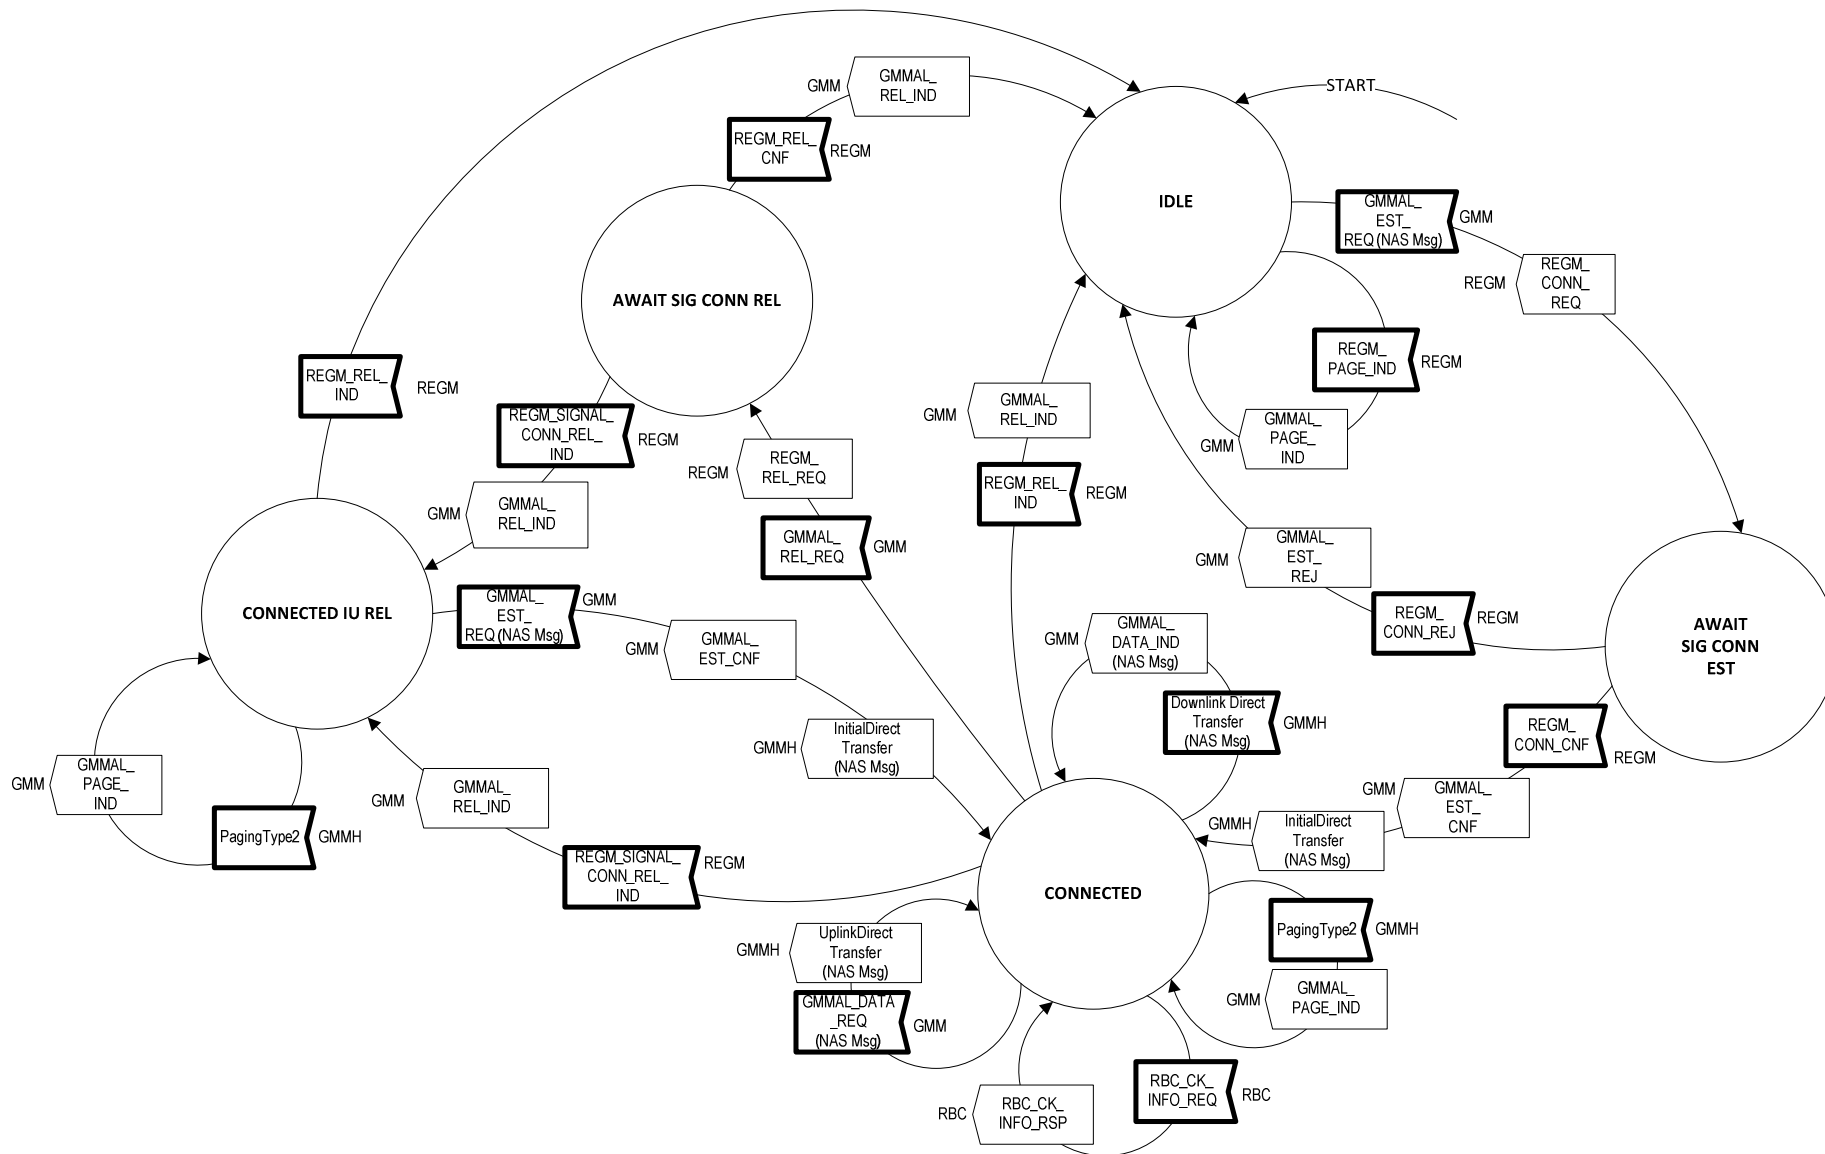 START
GMM
GMMAL_
REL_IND
REGM_REL_
CNF
REGM
IDLE
GMMAL_
EST_
REQ (NAS Msg)
GMM
REGM
REGM_
CONN_
REQ
AWAIT SIG CONN REL
REGM_
PAGE_IND
REGM
REGM_REL_
IND
REGM
GMM
GMMAL_
REL_IND
GMM
GMMAL_
PAGE_
IND
REGM_SIGNAL_
CONN_REL_
IND
REGM
REGM
REGM_
REL_REQ
REGM_REL_
IND
REGM
GMM
GMMAL_
REL_IND
GMMAL_
REL_REQ
GMM
GMM
GMMAL_
EST_
REJ
CONNECTED IU REL
GMMAL_
EST_
REQ (NAS Msg)
GMM
GMM
GMMAL_
EST_CNF
GMM
GMMAL_
DATA_IND
(NAS Msg)
REGM_
CONN_REJ
REGM
AWAIT
SIG CONN
EST
Downlink Direct
Transfer
(NAS Msg)
GMMH
REGM_
CONN_CNF
REGM
GMMH
InitialDirect
Transfer
(NAS Msg)
GMM
GMMAL_
PAGE_
IND
GMM
GMMAL_
REL_IND
GMM
GMMAL_
EST_
CNF
PagingType2
GMMH
GMMH
InitialDirect
Transfer
(NAS Msg)
REGM_SIGNAL_
CONN_REL_
IND
REGM
CONNECTED
PagingType2
GMMH
GMMH
UplinkDirect
Transfer
(NAS Msg)
GMM
GMMAL_
PAGE_IND
GMMAL_DATA
_REQ
(NAS Msg)
GMM
RBC_CK_
INFO_REQ
RBC
RBC
RBC_CK_
INFO_RSP